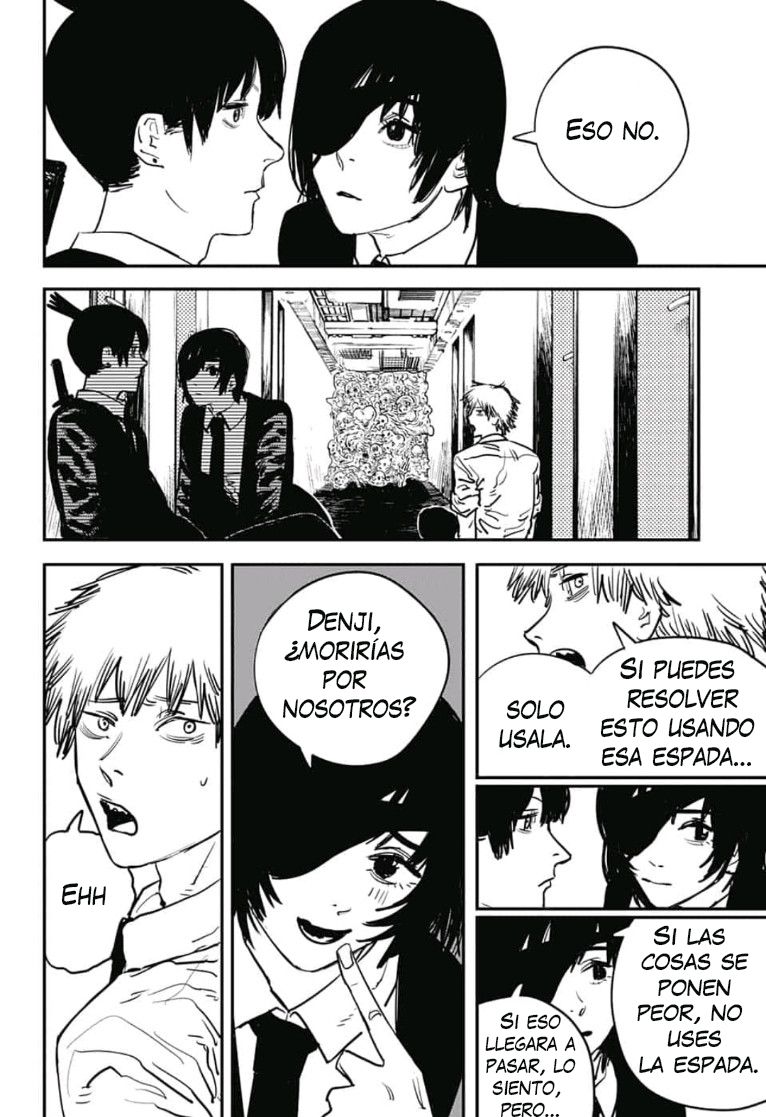 Eso no.
Si puedes
resolver
esto usando
esa espada...
solo
usala.
Si las
cosas se
ponen
peor, no
uses
la espada.
Si eso
llegara a
pasar, lo
siento,
pero...
Denji,
¿morirías
por
nosotros?
Ehh